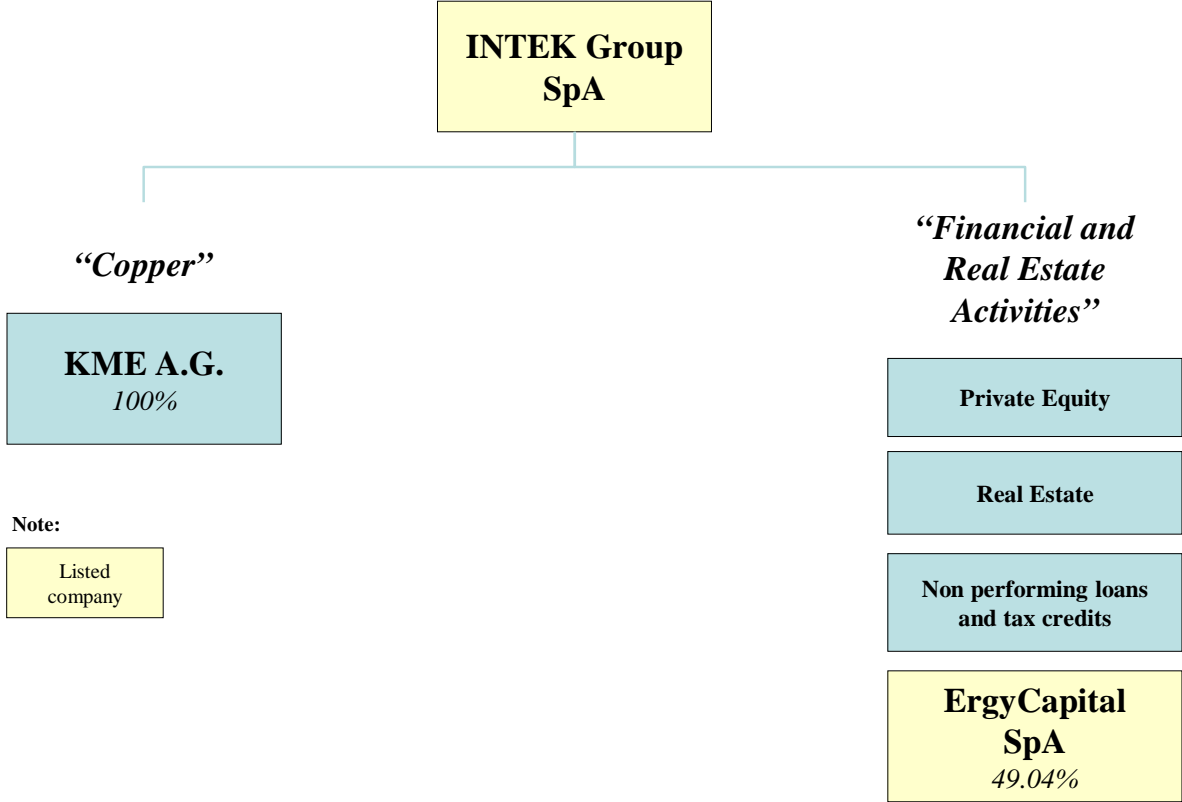 INTEK Group
SpA
“Copper”
KME A.G.
100%
Note:
Listed
company
“Financial and
Real Estate
Activities”
Private Equity
Real Estate
Non performing loans
and tax credits
ErgyCapital
SpA
49.04%